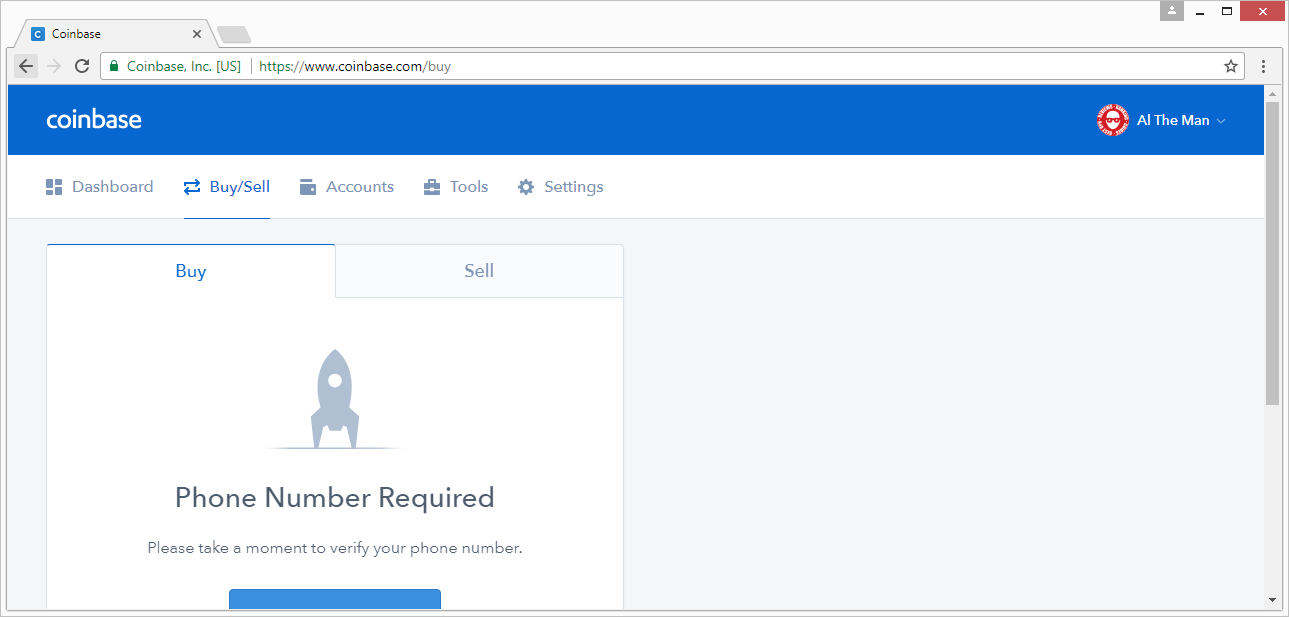 Coinbase
Coinbase, Inc. [US] https://www.coinbase.com/buy
coinbase
Al The Man
Dashboard Buy/Sell Accounts Tools Settings
Buy Sell
Phone Number Required
Please take a moment to verify your phone number.